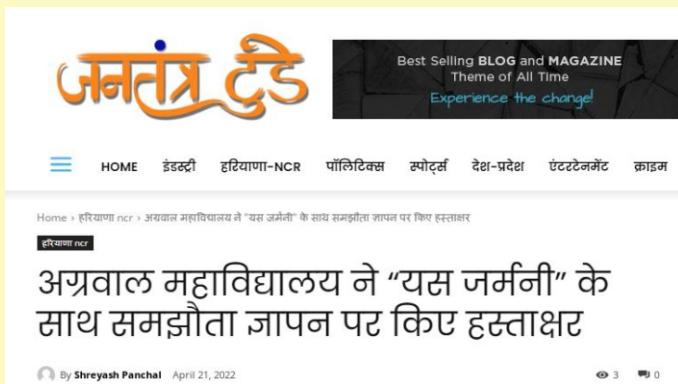 जनतंत्र टुडे
Best Selling BLOG and MAGAZINE
Theme of All Time
Experience the change!
HOME इंडस्ट्री हरियाणा-NCR पॉलिटिक्स स्पोर्ट्स देश-प्रदेश एंटरटेनमेंट क्राइम
Home › हरियाणा ncr › अग्रवाल महाविद्यालय ने "यस जर्मनी" के साथ समझौता ज्ञापन पर किए हस्ताक्षर
हरियाणा ncr
अग्रवाल महाविद्यालय ने “यस जर्मनी” के
साथ समझौता ज्ञापन पर किए हस्ताक्षर
By Shreyash Panchal April 21, 2022 3 0